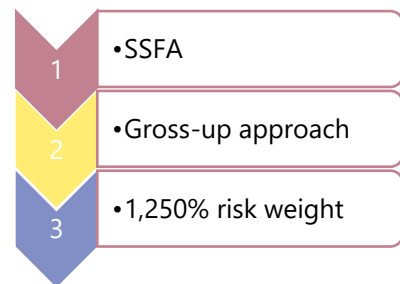 1
•SSFA
2
•Gross-up approach
3
•1,250% risk weight